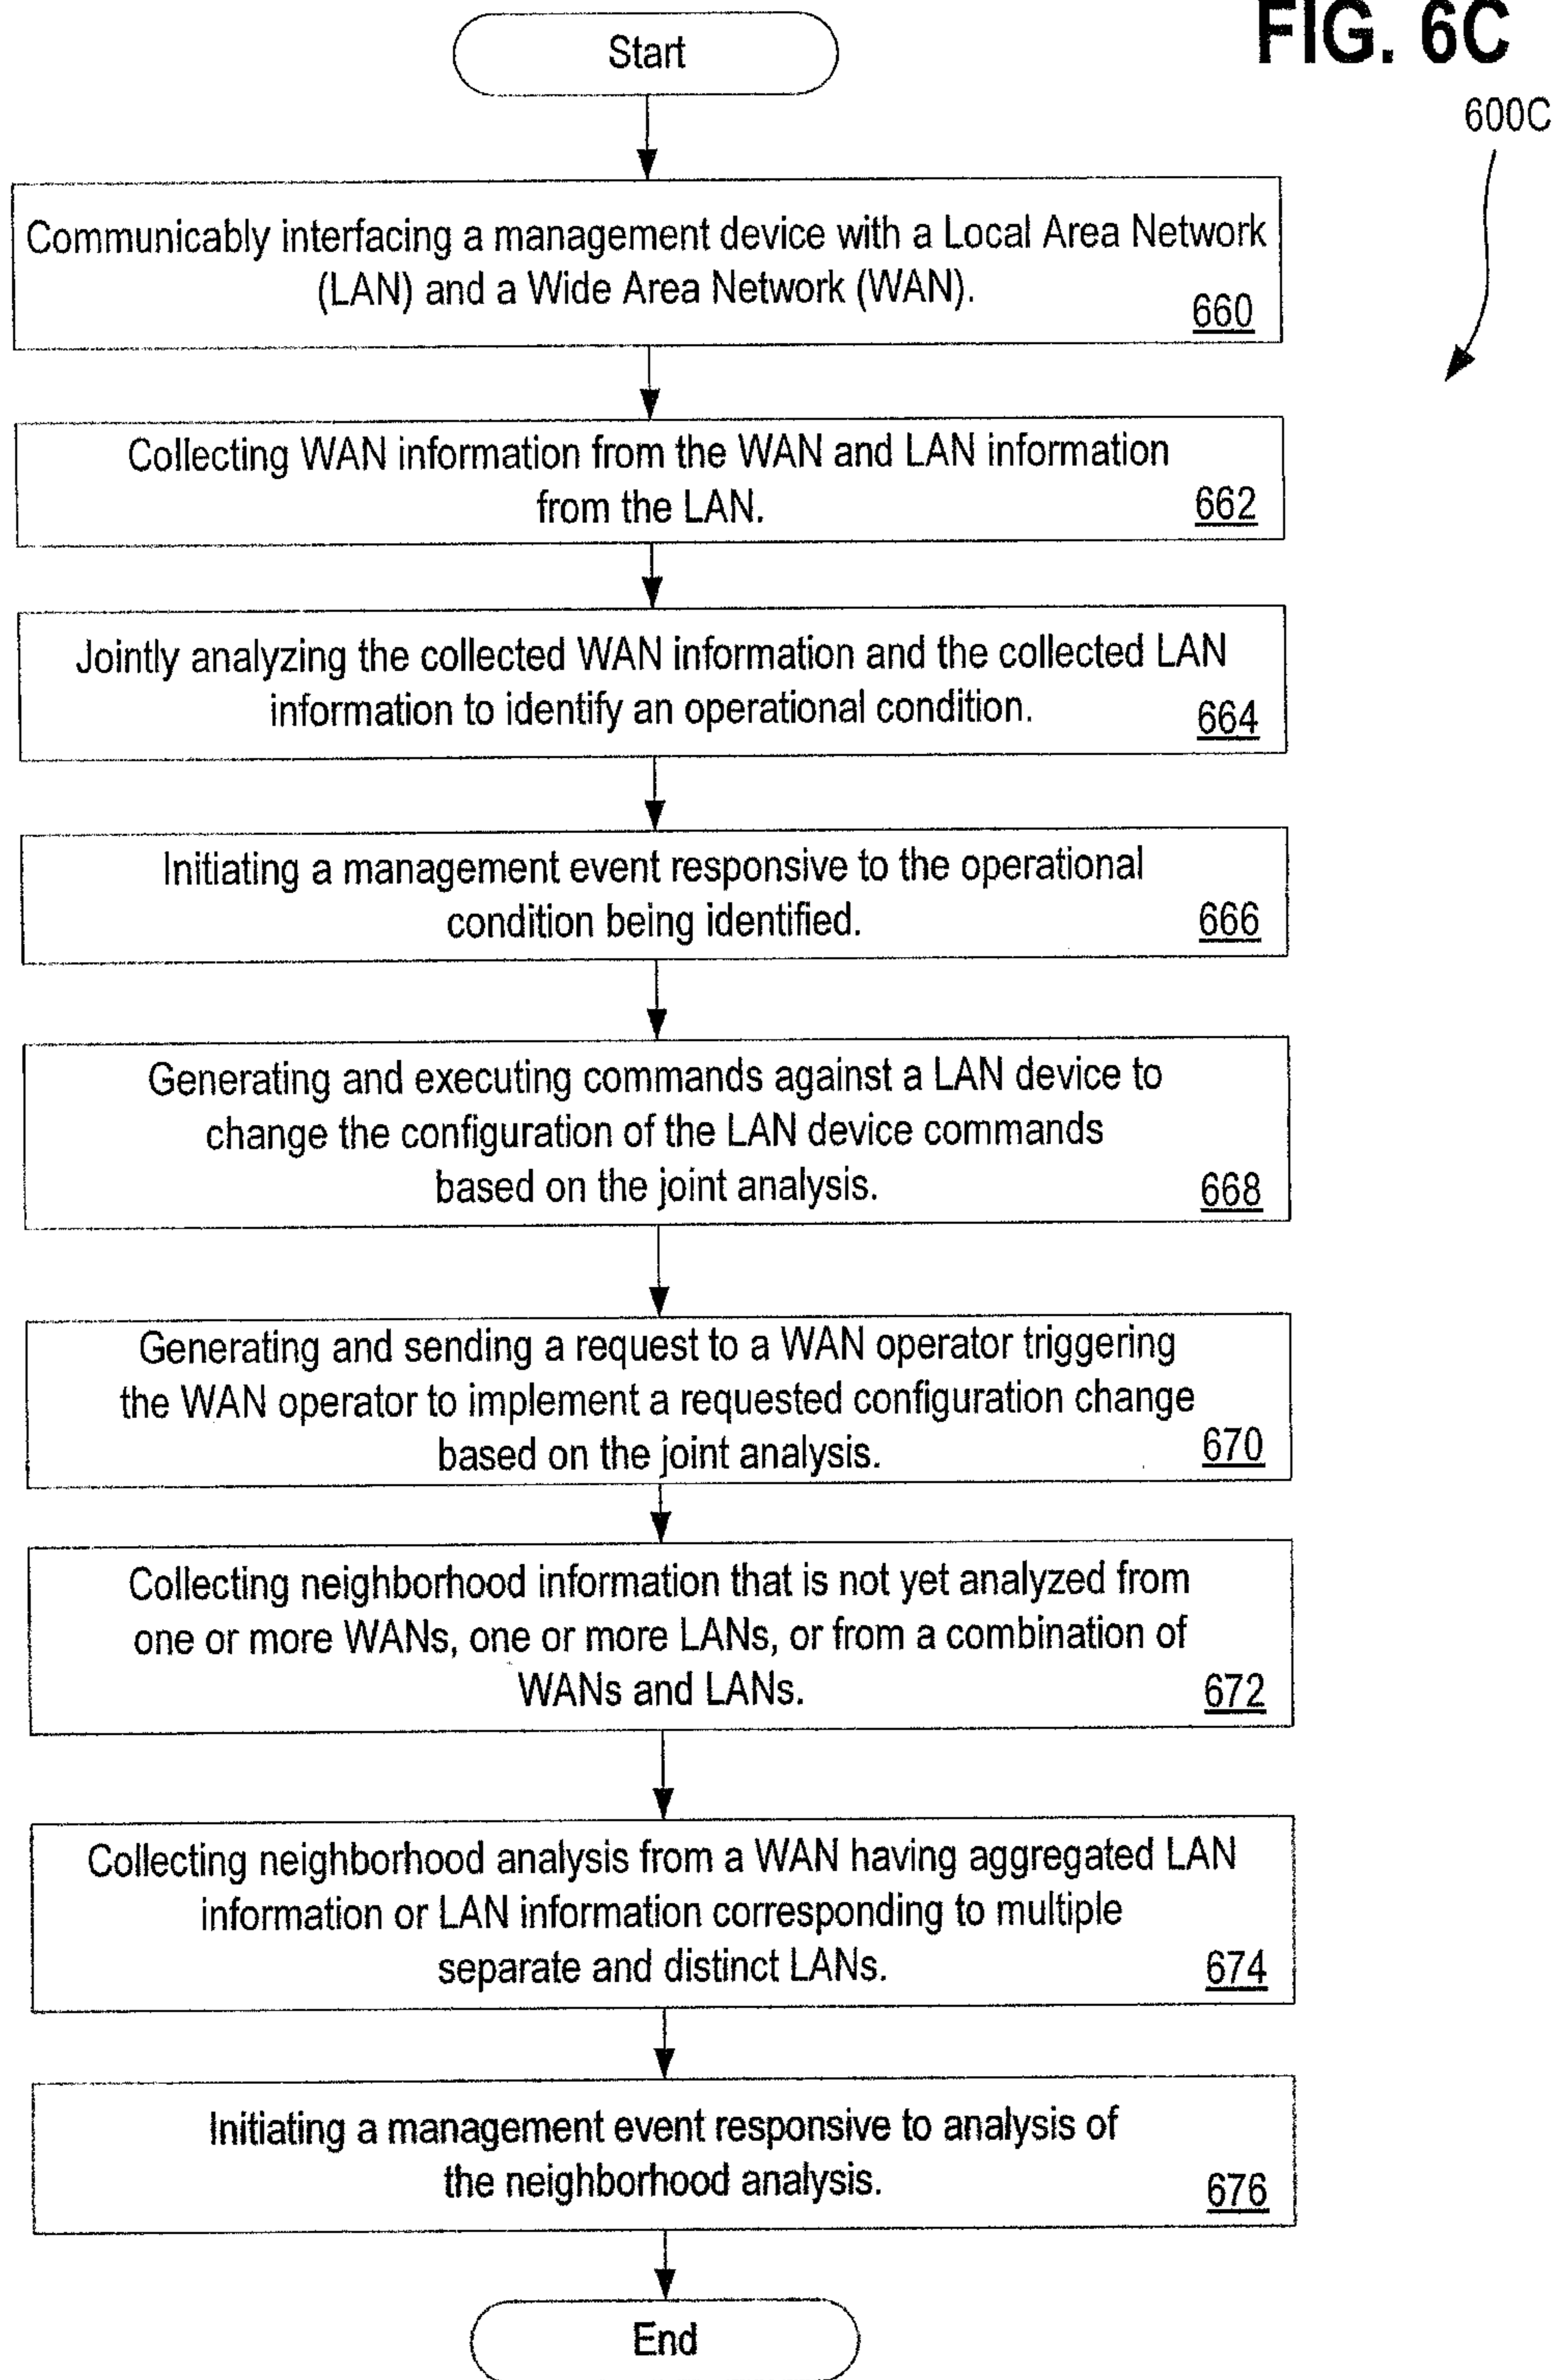 FIG. 6C
600C
Start
Communicably interfacing a management device with a Local Area Network
(LAN) and a Wide Area Network (WAN).
660
Collecting WAN information from the WAN and LAN information
from the LAN.
662
Jointly analyzing the collected WAN information and the collected LAN
information to identify an operational condition.
664
Initiating a management event responsive to the operational
condition being identified.
666
Generating and executing commands against a LAN device to
change the configuration of the LAN device commands
based on the joint analysis.
668
Generating and sending a request to a WAN operator triggering
the WAN operator to implement a requested configuration change
based on the joint analysis.
670
Collecting neighborhood information that is not yet analyzed from
one or more WANs, one or more LANs, or from a combination of
WANs and LANs.
672
Collecting neighborhood analysis from a WAN having aggregated LAN
information or LAN information corresponding to multiple
separate and distinct LANs.
674
Initiating a management event responsive to analysis of
the neighborhood analysis.
676
End